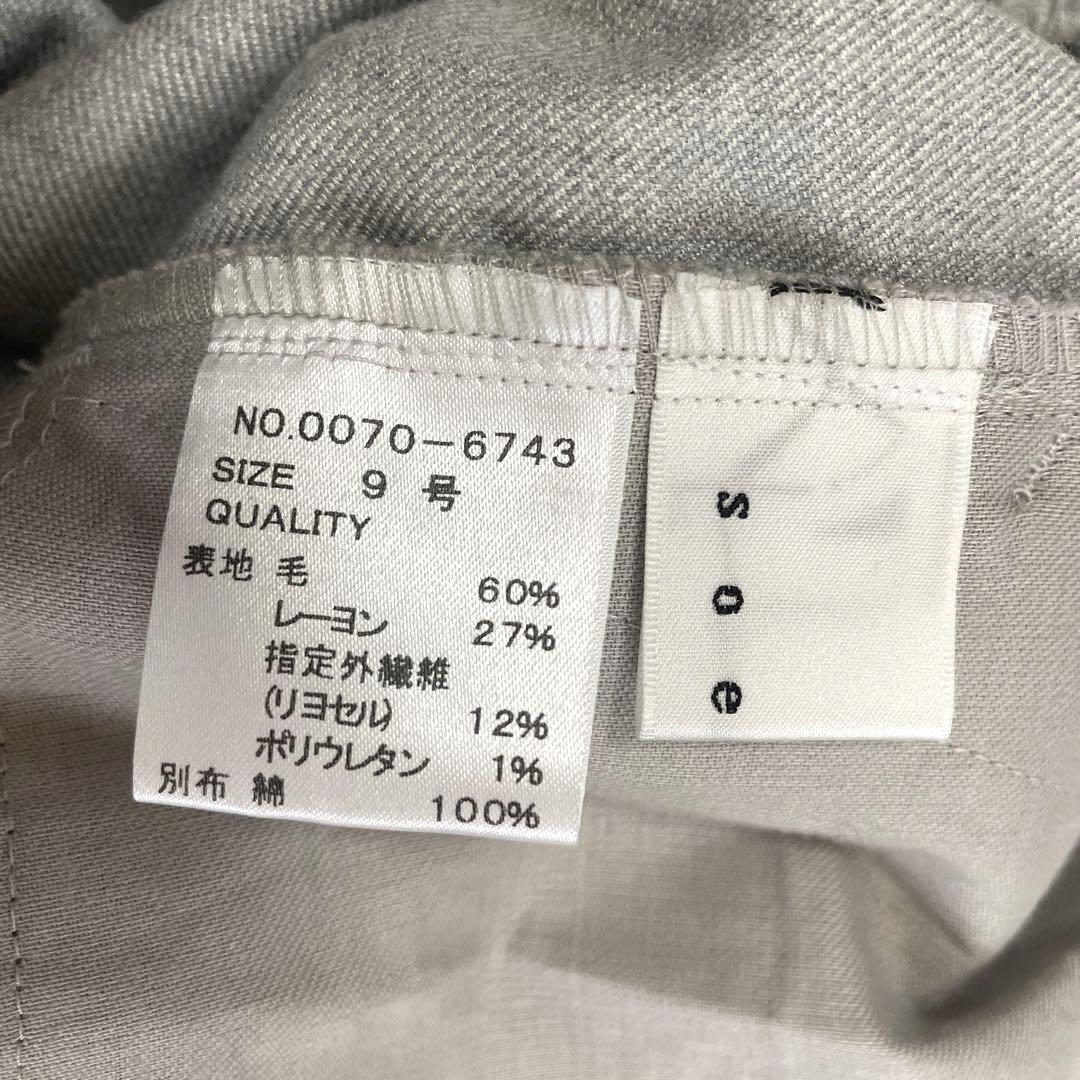 NO.0070-6743
SIZE 9 号
QUALITY
表地 毛 60%
レーヨン 27%
指定外繊維
(リヨセル) 12%
ポリウレタン 1%
別布 綿 100%
soe